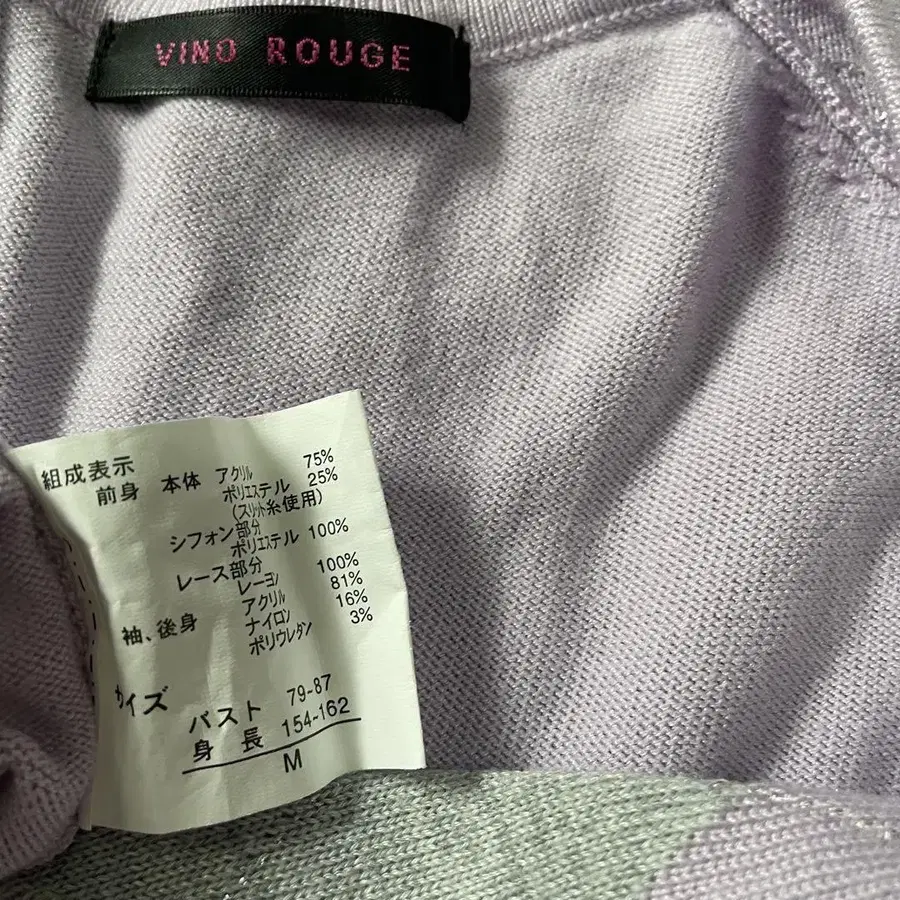 VINO ROUGE
組成表示
前身 本体 アクリル 75%
ポリエステル 25%
(スリット糸使用)
シフォン部分
ポリエステル 100%
レース部分
レーヨン 100%
袖、後身 アクリル 81%
ナイロン 16%
ポリウレタン 3%
サイズ
バスト 79-87
身長 154-162
M